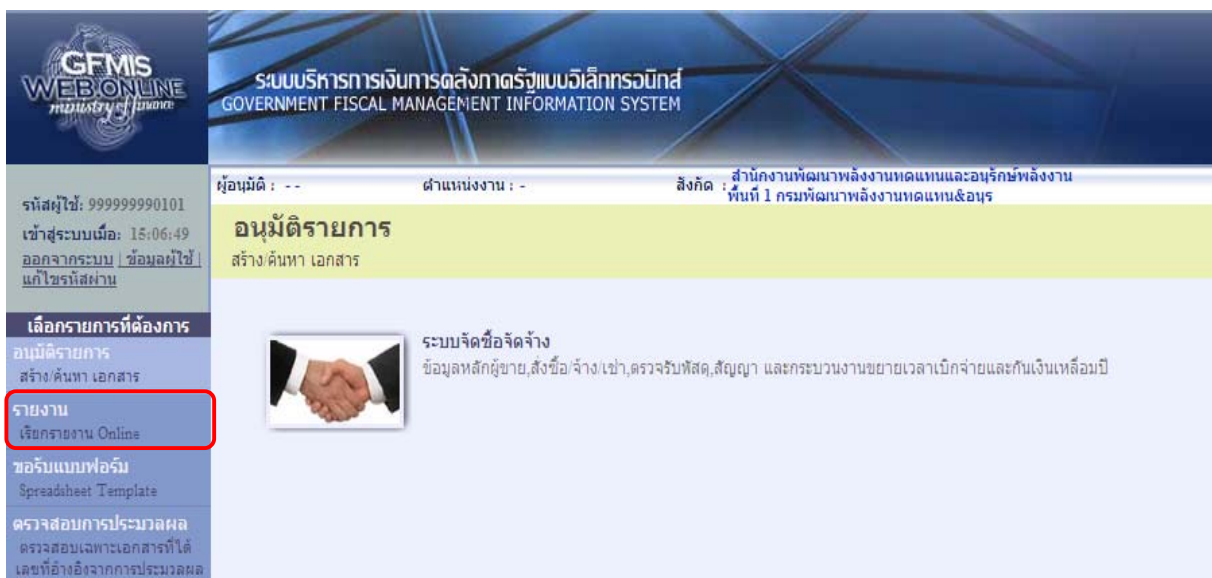 GFMIS
WEB ONLINE
ministry of finance
ระบบบริหารการเงินการคลังภาครัฐแบบอิเล็กทรอนิกส์
GOVERNMENT FISCAL MANAGEMENT INFORMATION SYSTEM
ผู้อนุมัติ : - - ตำแหน่งงาน : - สังกัด : สำนักงานพัฒนาพลังงานทดแทนและอนุรักษ์พลังงาน
พื้นที่ 1 กรมพัฒนาพลังงานทดแทน&อนุร
รหัสผู้ใช้: 999999990101
เข้าสู่ระบบเมื่อ: 15:06:49
ออกจากระบบ | ข้อมูลผู้ใช้ |
แก้ไขรหัสผ่าน
อนุมัติรายการ
สร้าง/ค้นหา เอกสาร
เลือกรายการที่ต้องการ
อนุมัติรายการ
สร้าง/ค้นหา เอกสาร
รายงาน
เรียกรายงาน Online
ขอรับแบบฟอร์ม
Spreadsheet Template
ตรวจสอบการประมวลผล
ตรวจสอบเฉพาะเอกสารที่ได้
เลขที่อ้างอิงจากการประมวลผล
ระบบจัดซื้อจัดจ้าง
ข้อมูลหลักผู้ขาย,สั่งซื้อ/จ้าง/เช่า,ตรวจรับพัสดุ,สัญญา และกระบวนงานขยายเวลาเบิกจ่ายและกันเงินเหลื่อมปี